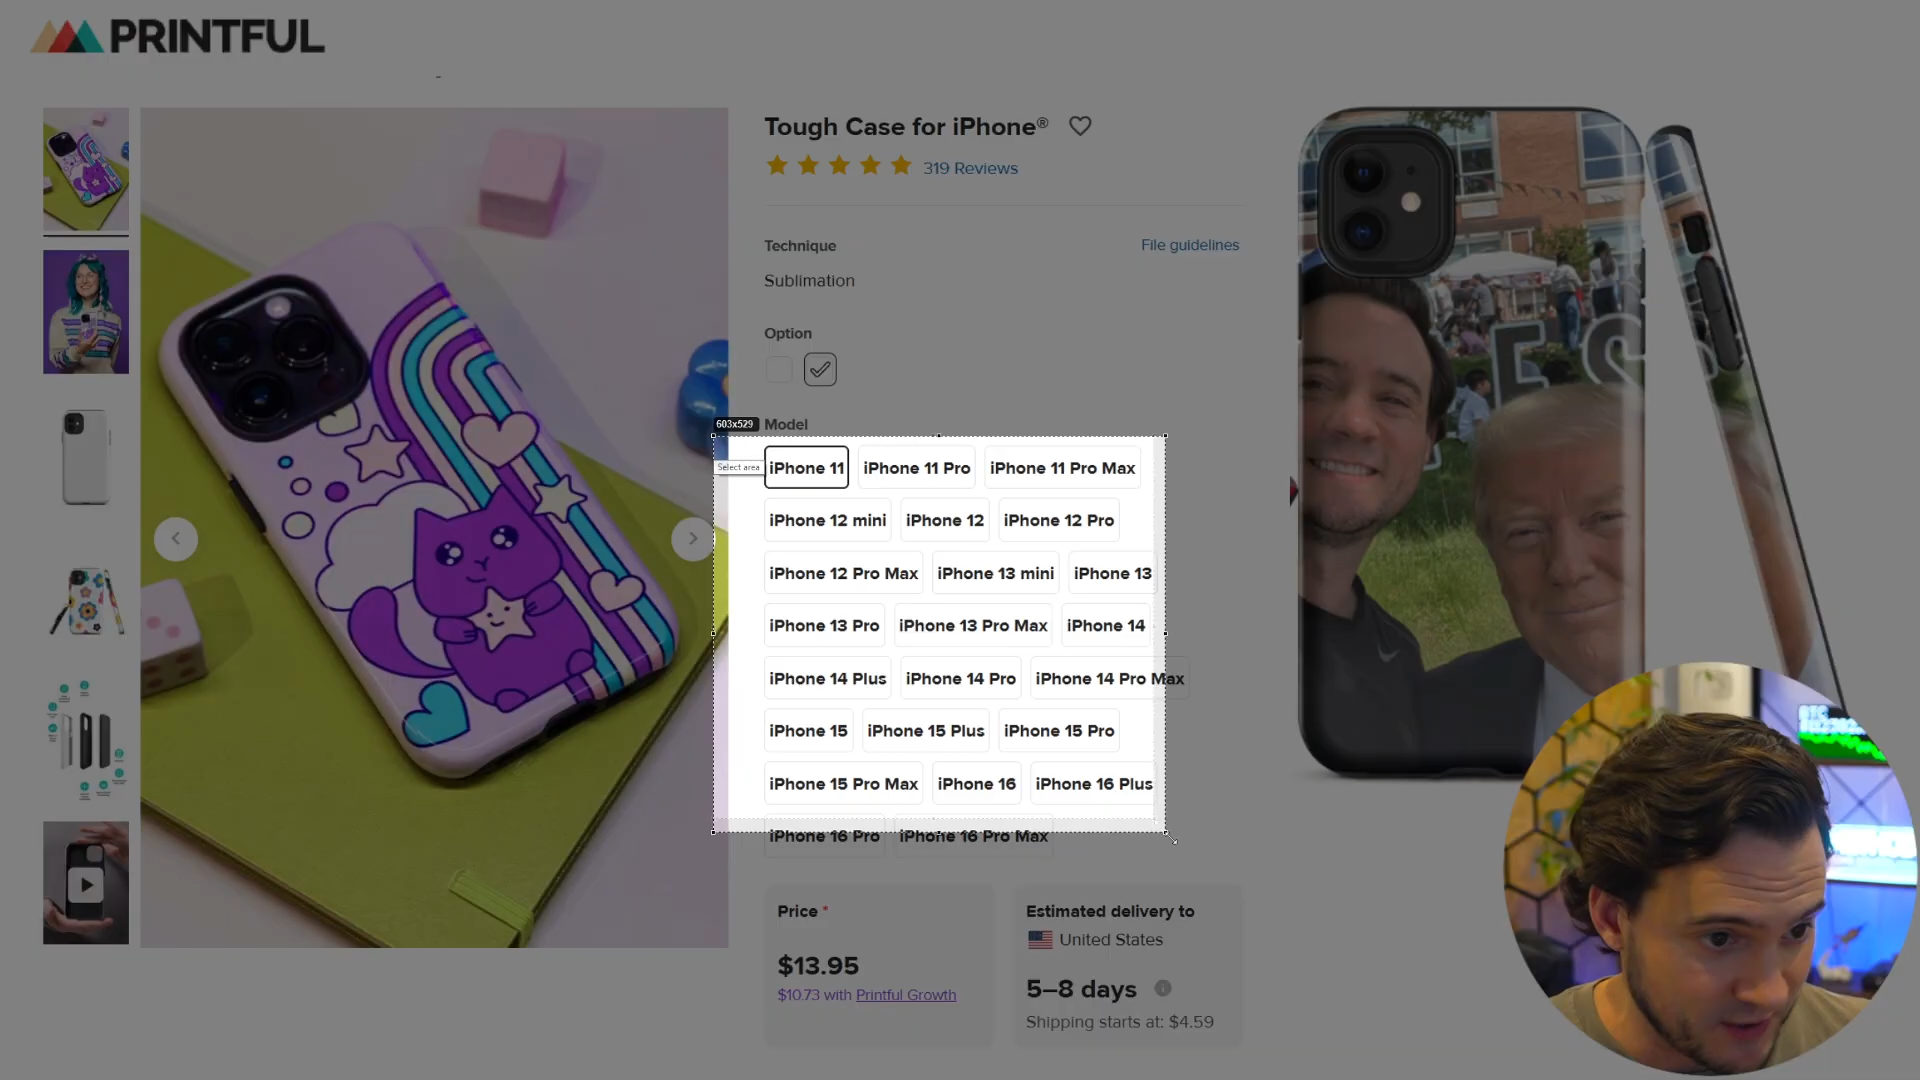 PRINTFUL
Tough Case for iPhone®
319 Reviews
Technique
File guidelines
Sublimation
Option
603x529
Model
Select area
iPhone 11
iPhone 11 Pro
iPhone 11 Pro Max
iPhone 12 mini
iPhone 12
iPhone 12 Pro
iPhone 12 Pro Max
iPhone 13 mini
iPhone 13
iPhone 13 Pro
iPhone 13 Pro Max
iPhone 14
iPhone 14 Plus
iPhone 14 Pro
iPhone 14 Pro Max
iPhone 15
iPhone 15 Plus
iPhone 15 Pro
iPhone 15 Pro Max
iPhone 16
iPhone 16 Plus
iPhone 16 Pro
iPhone 16 Pro Max
Price *
$13.95
$10.73 with Printful Growth
Estimated delivery to
United States
5–8 days
Shipping starts at: $4.59
ES